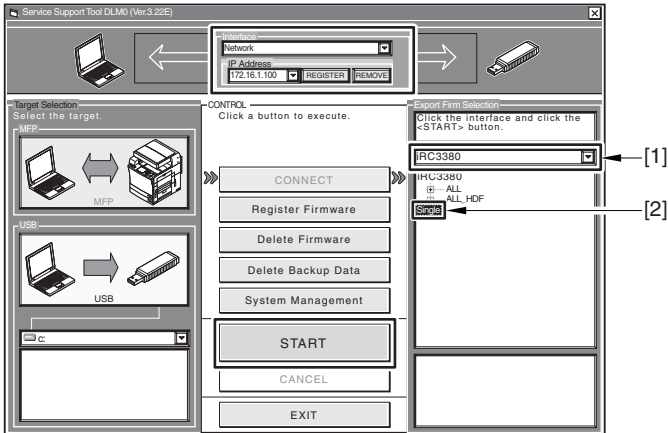 Service Support Tool DLM0 (Ver.3.22E)
Interface
Network
IP Address
172.16.1.100 REGISTER REMOVE
Target Selection
Select the target.
MFP
MFP
USB
USB
C:
CONTROL
Click a button to execute.
CONNECT
Register Firmware
Delete Firmware
Delete Backup Data
System Management
START
CANCEL
EXIT
Export Firm Selection
Click the interface and click the
<START> button.
iRC3380 [1]
iRC3380
ALL
ALL_HDF
Single [2]